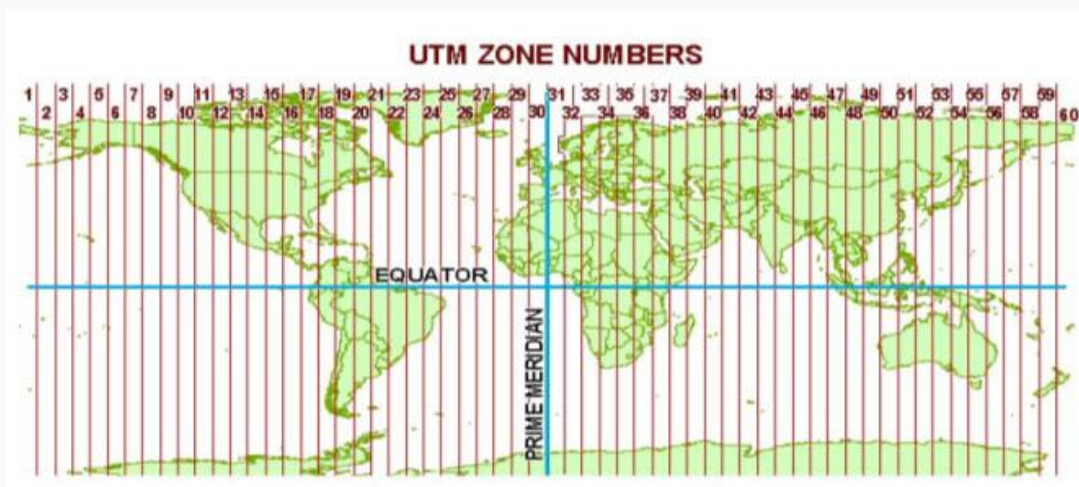 UTM ZONE NUMBERS
1 3 5 7 9 11 13 15 17 19 21 23 25 27 29 31 33 35 37 39 41 43 45 47 49 51 53 55 57 59
2 4 6 8 10 12 14 16 18 20 22 24 26 28 30 32 34 36 38 40 42 44 46 48 50 52 54 56 58 60
EQUATOR
PRIME MERIDIAN